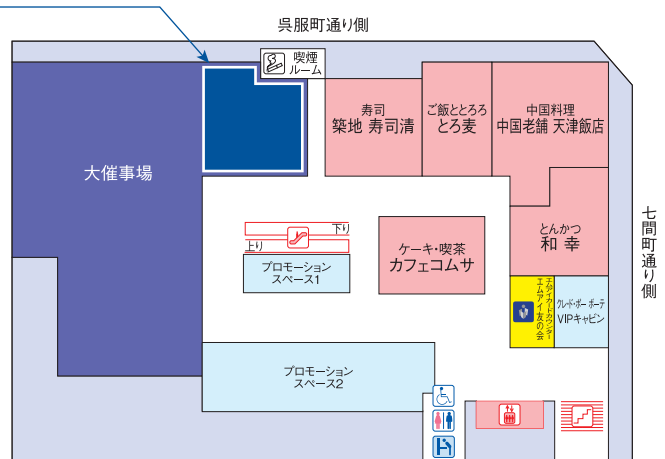 呉服町通り側
喫煙
ルーム
寿司
築地 寿司清
ご飯ととろろ
とろ麦
中国料理
中国老舗 天津飯店
大催事場
とんかつ
和 幸
七間町通り側
下り
上り
プロモーション
スペース1
ケーキ・喫茶
カフェコムサ
エムアイカードカウンター
エムアイ友の会
クレ・ド・ポー ボーテ
VIPキャビン
プロモーション
スペース2